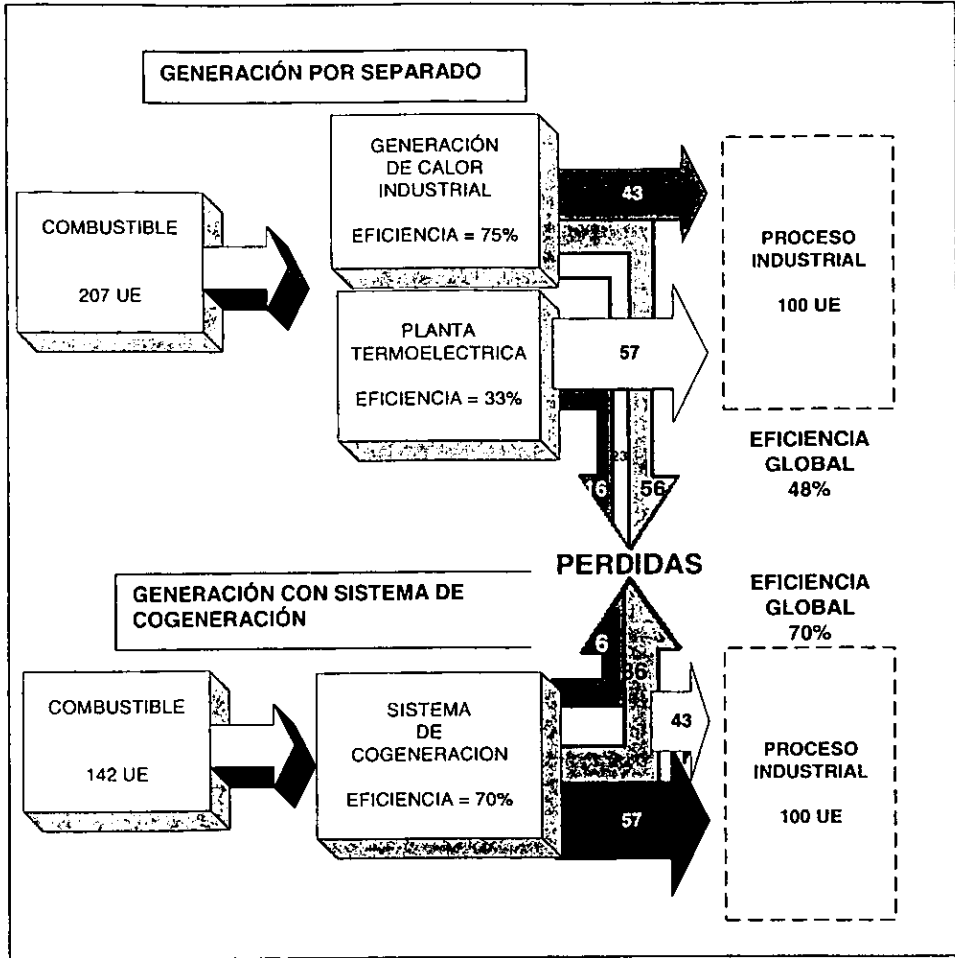 GENERACIÓN POR SEPARADO
GENERACIÓN
DE CALOR
INDUSTRIAL
EFICIENCIA = 75%
COMBUSTIBLE
207 UE
43
PROCESO
INDUSTRIAL
100 UE
PLANTA
TERMOELECTRICA
EFICIENCIA = 33%
57
23
16
56
EFICIENCIA
GLOBAL
48%
PERDIDAS
GENERACIÓN CON SISTEMA DE
COGENERACIÓN
EFICIENCIA
GLOBAL
70%
COMBUSTIBLE
142 UE
SISTEMA
DE
COGENERACION
EFICIENCIA = 70%
6
36
43
57
PROCESO
INDUSTRIAL
100 UE